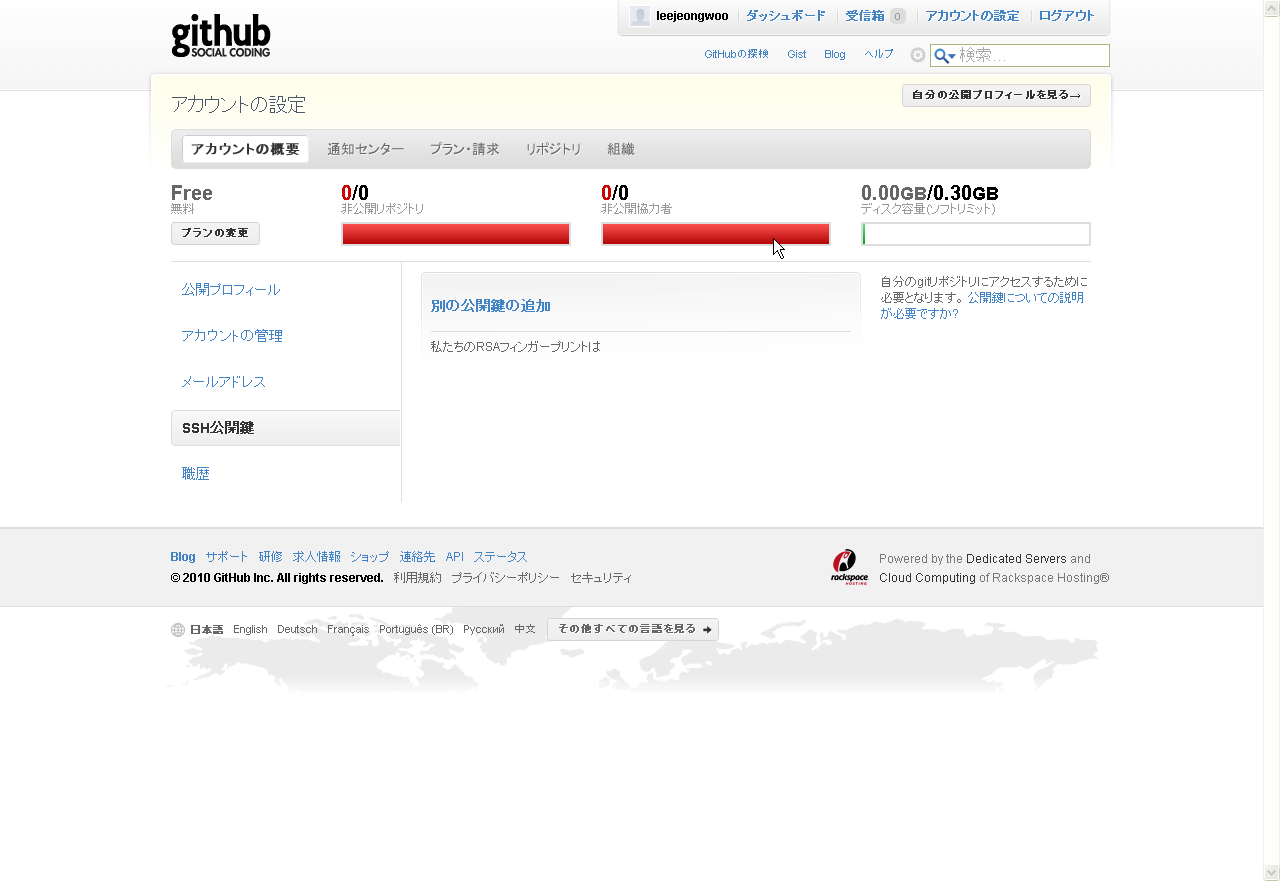 github
SOCIAL CODING
leejeongwoo ダッシュボード 受信箱 0 アカウントの設定 ログアウト
GitHubの探検 Gist Blog ヘルプ 検索...
アカウントの設定
自分の公開プロフィールを見る→
アカウントの概要 通知センター プラン・請求 リポジトリ 組織
Free 0/0 0/0 0.00GB/0.30GB
無料 非公開リポジトリ 非公開協力者 ディスク容量(ソフトリミット)
プランの変更
公開プロフィール
アカウントの管理
メールアドレス
SSH公開鍵
職歴
別の公開鍵の追加
私たちのRSAフィンガープリントは
自分のgitリポジトリにアクセスするために
必要となります。公開鍵についての説明
が必要ですか?
Blog サポート 研修 求人情報 ショップ 連絡先 API ステータス
© 2010 GitHub Inc. All rights reserved. 利用規約 プライバシーポリシー セキュリティ
rackspace
HOSTING
Powered by the Dedicated Servers and
Cloud Computing of Rackspace Hosting®
日本語 English Deutsch Français Português (BR) Русский 中文 その他すべての言語を見る →